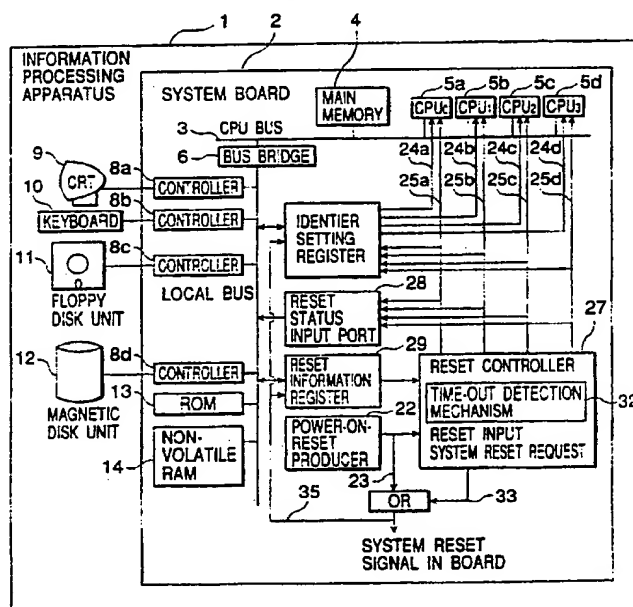 1
2
4
INFORMATION
PROCESSING
APPARATUS
SYSTEM BOARD
MAIN
MEMORY
5a 5b 5c 5d
CPU0 CPU1 CPU2 CPU3
CPU BUS
3
6
BUS BRIDGE
24a 24b 24c 24d
25a 25b 25c 25d
9
CRT
8a
CONTROLLER
10
KEYBOARD
8b
CONTROLLER
IDENTIER
SETTING
REGISTER
11
FLOPPY
DISK UNIT
8c
CONTROLLER
LOCAL BUS
28
RESET
STATUS
INPUT PORT
27
12
MAGNETIC
DISK UNIT
8d
CONTROLLER
29
RESET
INFORMATION
REGISTER
RESET CONTROLLER
TIME-OUT DETECTION
MECHANISM
32
RESET INPUT
SYSTEM RESET REQUEST
13
ROM
22
POWER-ON-
RESET
PRODUCER
14
NON-
VOLATILE
RAM
23
35
OR
33
SYSTEM RESET
SIGNAL IN BOARD